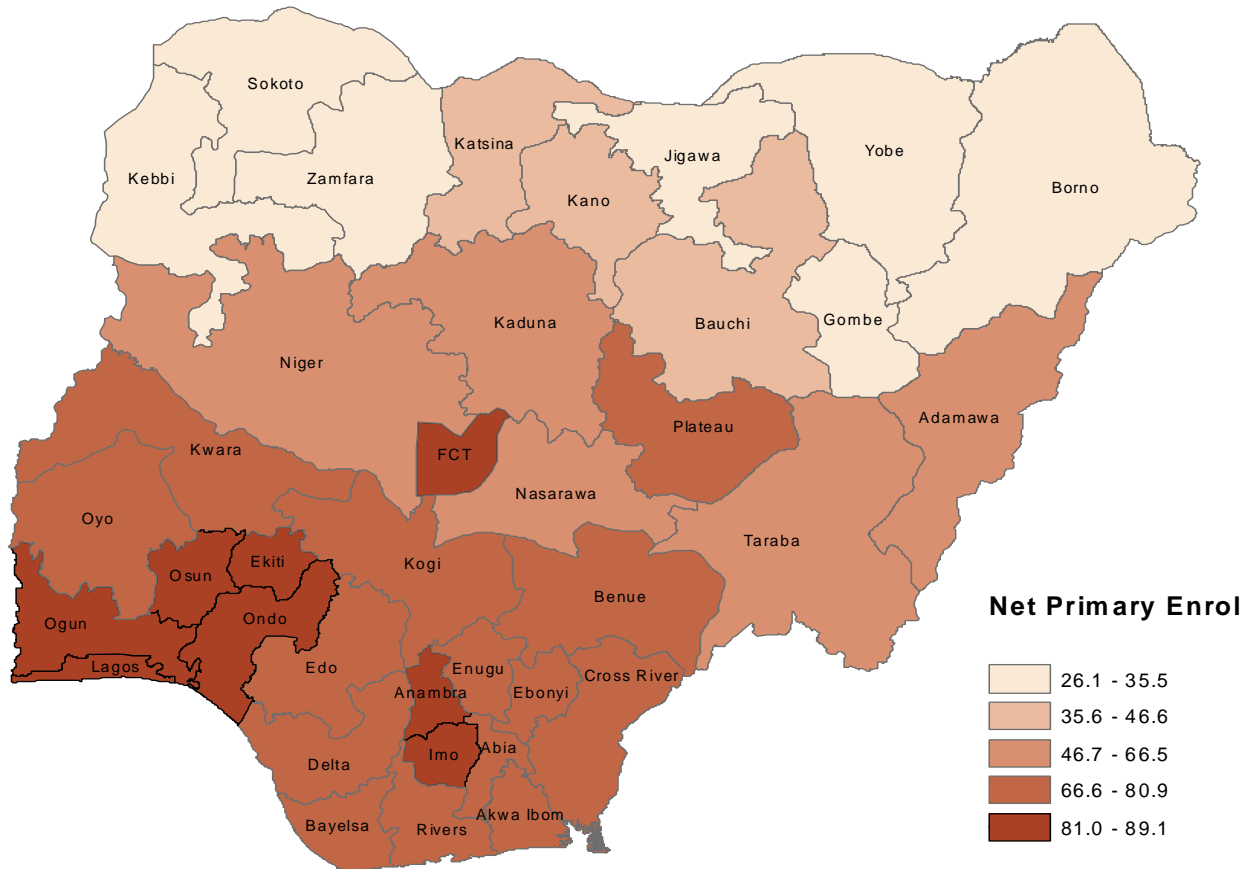 Sokoto
Katsina
Yobe
Jigawa
Kebbi
Zamfara
Borno
Kano
Kaduna
Bauchi
Gombe
Niger
Adamawa
Plateau
Kwara
FCT
Nasarawa
Oyo
Taraba
Ekiti
Kogi
Osun
Benue
Net Primary Enrol
Ondo
Ogun
Lagos
Edo
Enugu
Cross River
26.1 - 35.5
Anambra
Ebonyi
35.6 - 46.6
Imo
Abia
46.7 - 66.5
Delta
66.6 - 80.9
Akwa Ibom
Bayelsa
Rivers
81.0 - 89.1